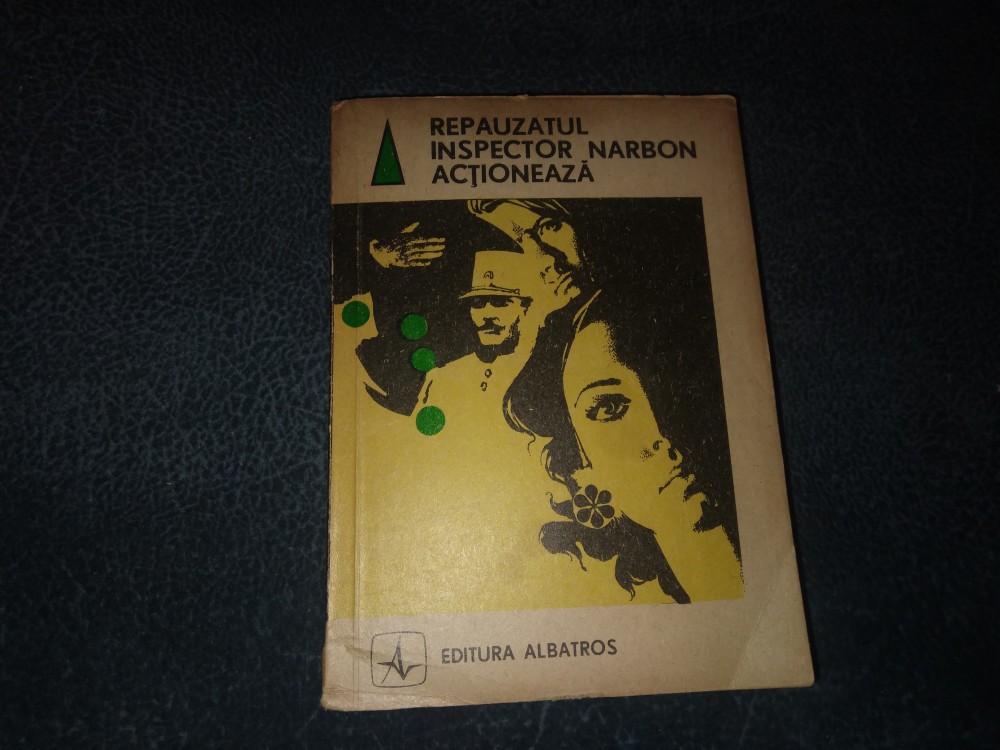 REPAUZATUL
INSPECTOR NARBON
ACŢIONEAZĂ
EDITURA ALBATROS